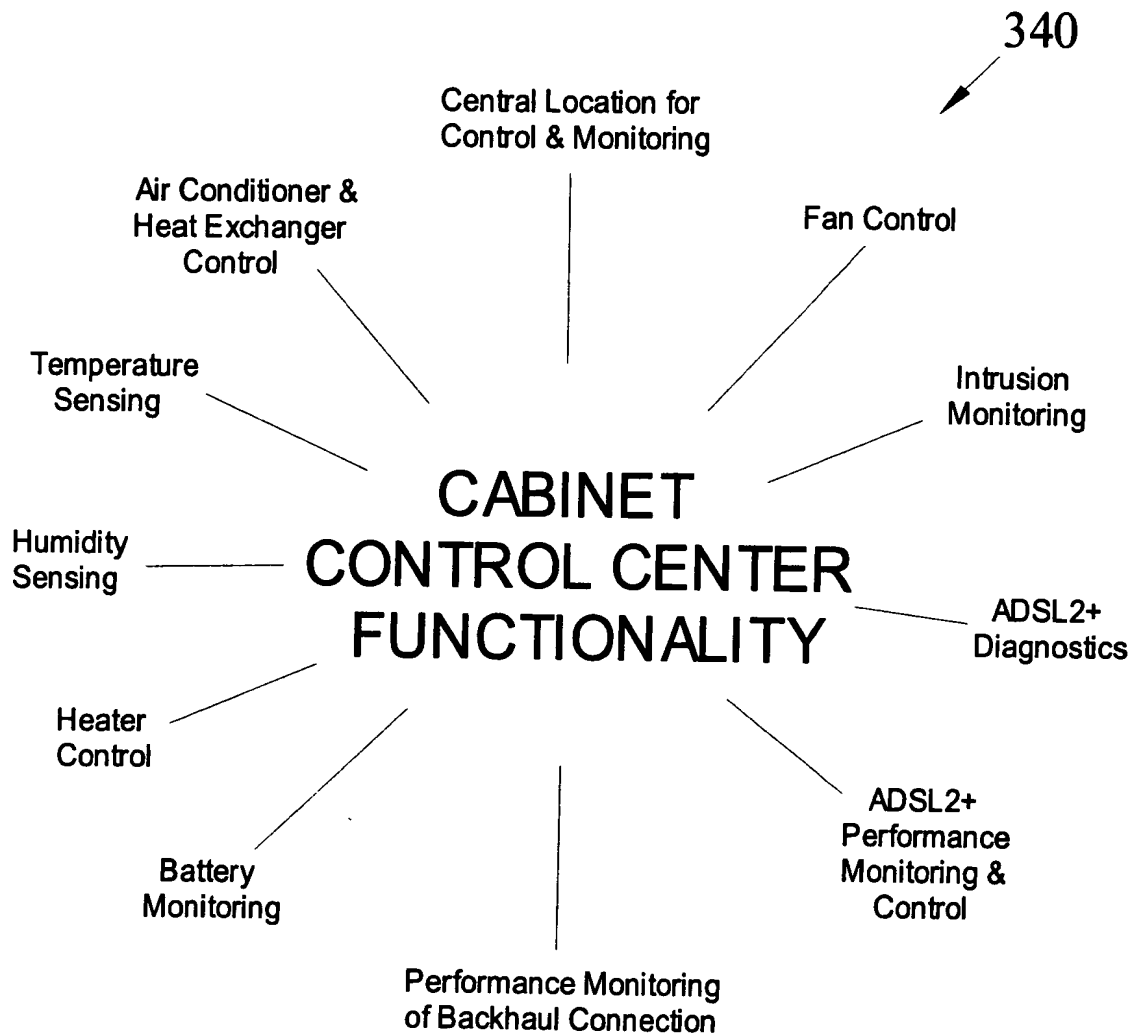 340
Central Location for
Control & Monitoring
Air Conditioner &
Heat Exchanger
Control
Fan Control
Temperature
Sensing
Intrusion
Monitoring
CABINET
CONTROL CENTER
FUNCTIONALITY
Humidity
Sensing
ADSL2+
Diagnostics
Heater
Control
ADSL2+
Performance
Monitoring &
Control
Battery
Monitoring
Performance Monitoring
of Backhaul Connection